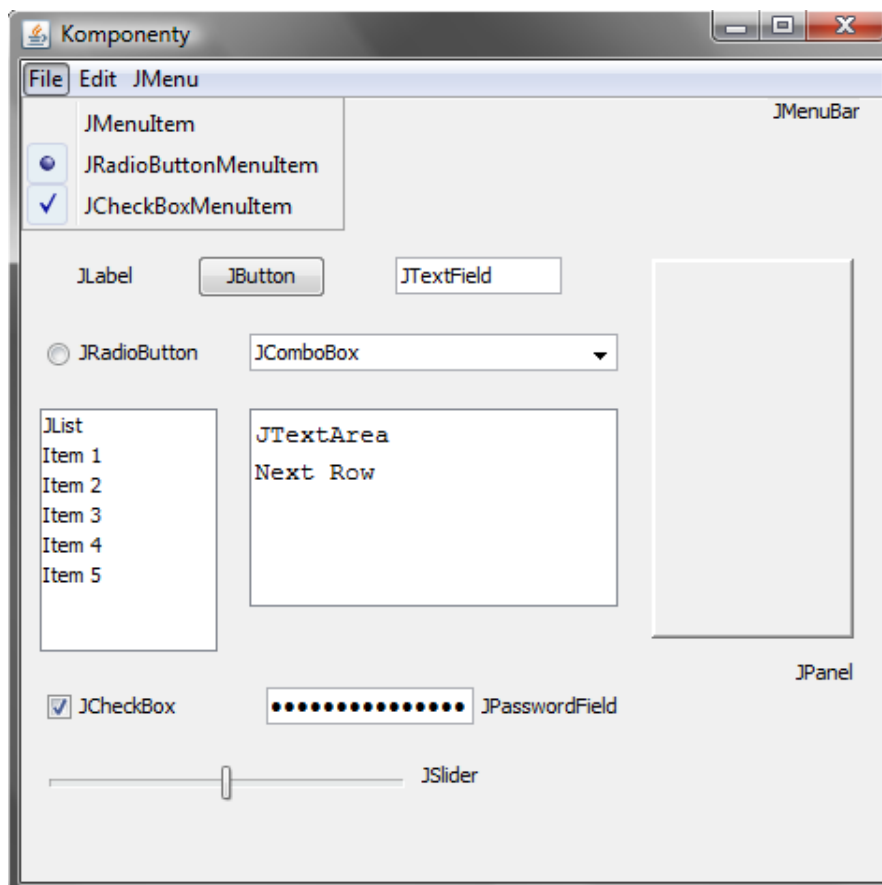 Komponenty
File Edit JMenu
JMenuBar
JMenuItem
JRadioButtonMenuItem
JCheckBoxMenuItem
JLabel JButton JTextField
JRadioButton JComboBox
JList
Item 1
Item 2
Item 3
Item 4
Item 5
JTextArea
Next Row
JPanel
JCheckBox JPasswordField
JSlider